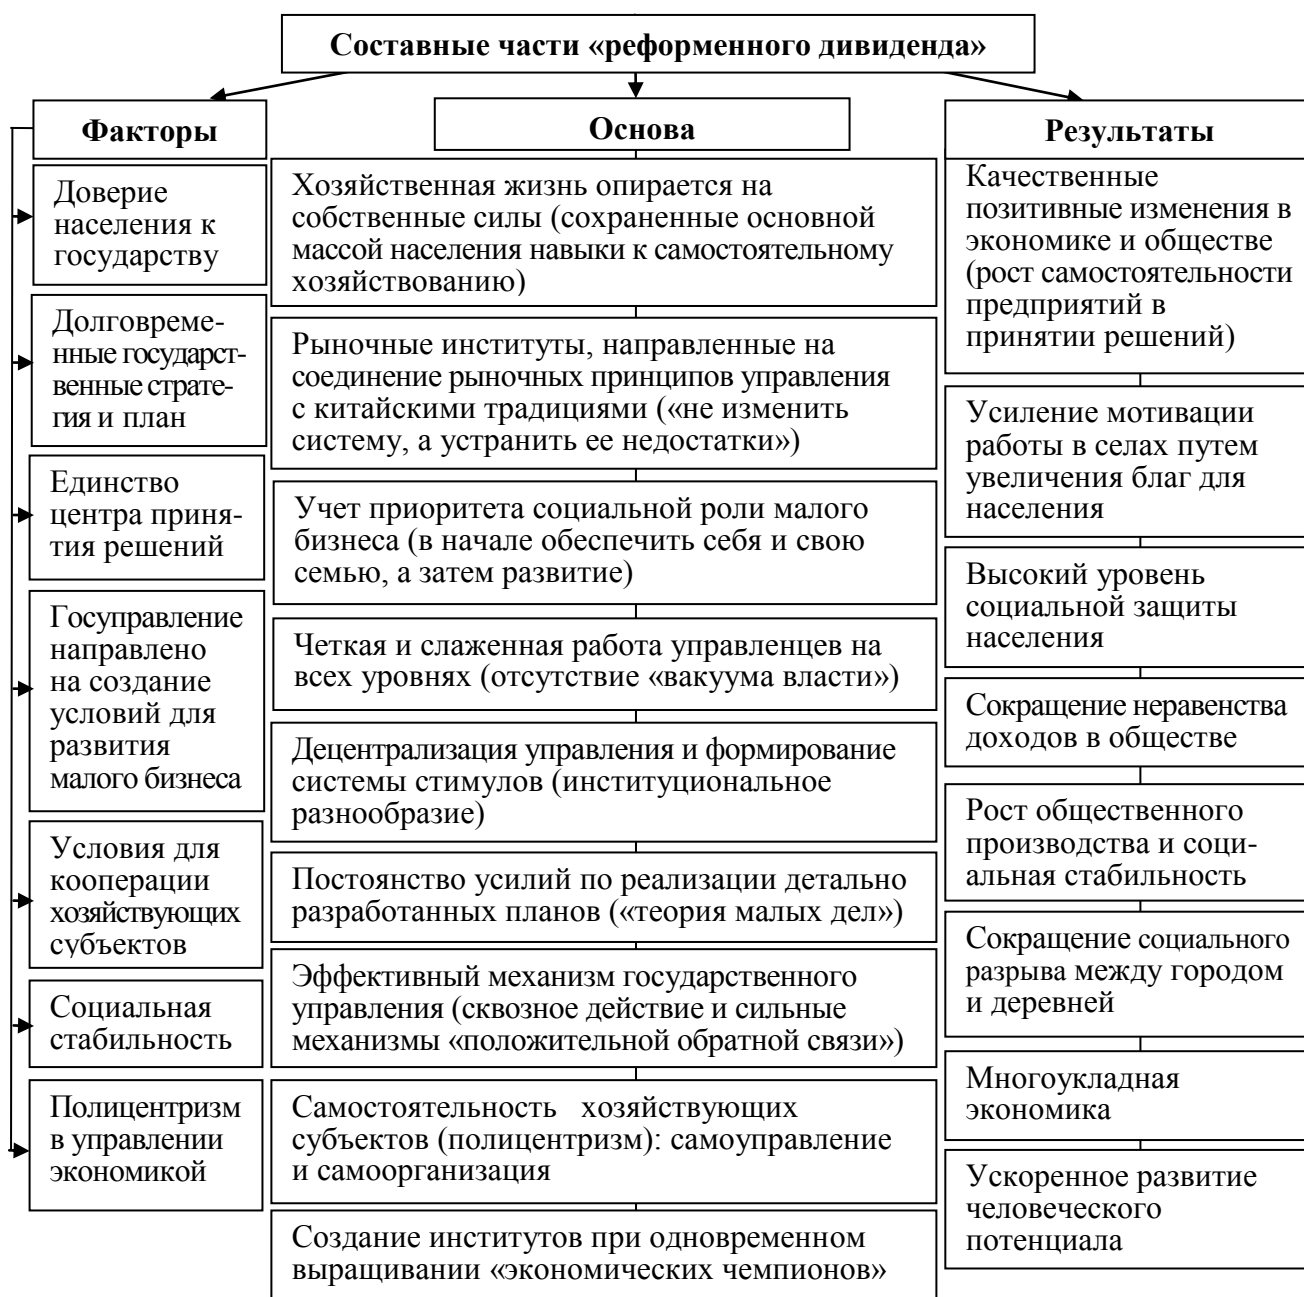 Составные части «реформенного дивиденда»
Факторы
Доверие
населения к
государству
Долговреме-
нные государст-
венные страте-
гия и план
Единство
центра приня-
тия решений
Госуправление
направлено
на создание
условий для
развития
малого бизнеса
Условия для
кооперации
хозяйствующих
субъектов
Социальная
стабильность
Полицентризм
в управлении
экономикой
Основа
Хозяйственная жизнь опирается на
собственные силы (сохраненные основной
массой населения навыки к самостоятельному
хозяйствованию)
Рыночные институты, направленные на
соединение рыночных принципов управления
с китайскими традициями («не изменить
систему, а устранить ее недостатки»)
Учет приоритета социальной роли малого
бизнеса (в начале обеспечить себя и свою
семью, а затем развитие)
Четкая и слаженная работа управленцев на
всех уровнях (отсутствие «вакуума власти»)
Децентрализация управления и формирование
системы стимулов (институциональное
разнообразие)
Постоянство усилий по реализации детально
разработанных планов («теория малых дел»)
Эффективный механизм государственного
управления (сквозное действие и сильные
механизмы «положительной обратной связи»)
Самостоятельность хозяйствующих
субъектов (полицентризм): самоуправление
и самоорганизация
Создание институтов при одновременном
выращивании «экономических чемпионов»
Результаты
Качественные
позитивные изменения в
экономике и обществе
(рост самостоятельности
предприятий в
принятии решений)
Усиление мотивации
работы в селах путем
увеличения благ для
населения
Высокий уровень
социальной защиты
населения
Сокращение неравенства
доходов в обществе
Рост общественного
производства и соци-
альная стабильность
Сокращение социального
разрыва между городом
и деревней
Многоукладная
экономика
Ускоренное развитие
человеческого
потенциала